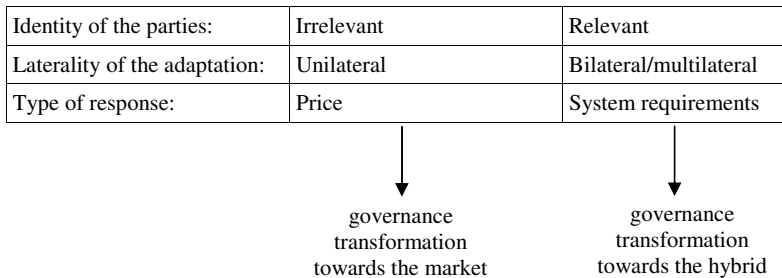 Identity of the parties: Irrelevant Relevant
Laterality of the adaptation: Unilateral Bilateral/multilateral
Type of response: Price System requirements
governance governance
transformation transformation
towards the market towards the hybrid